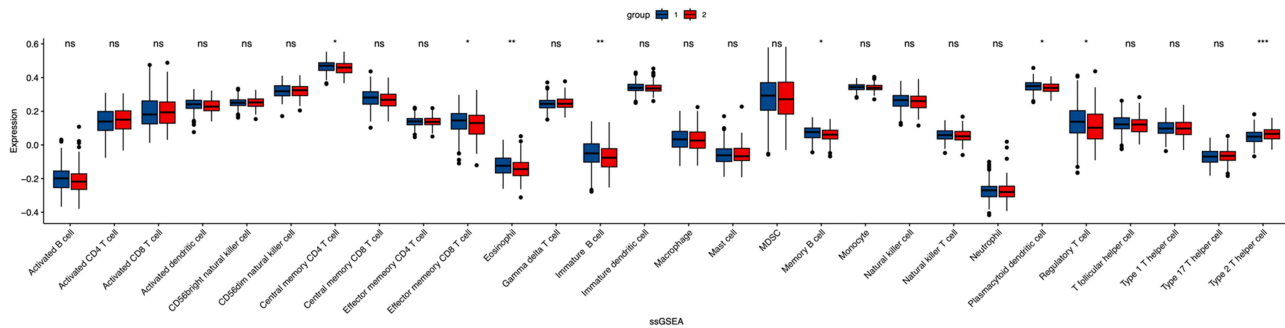 group 1 2
ns ns ns ns ns ns * ns ns * ** ns ** ns ns ns ns * ns ns ns ns * * ns ns ns ***
Expression
0.6
0.4
0.2
0.0
−0.2
−0.4
Activated B cell
Activated CD4 T cell
Activated CD8 T cell
Activated dendritic cell
CD56bright natural killer cell
CD56dim natural killer cell
Central memory CD4 T cell
Central memory CD8 T cell
Effector memory CD4 T cell
Effector memory CD8 T cell
Eosinophil
Gamma delta T cell
Immature B cell
Immature dendritic cell
Macrophage
Mast cell
MDSC
Memory B cell
Monocyte
Natural killer cell
Natural killer T cell
Neutrophil
Plasmacytoid dendritic cell
Regulatory T cell
T follicular helper cell
Type 1 T helper cell
Type 17 T helper cell
Type 2 T helper cell
ssGSEA